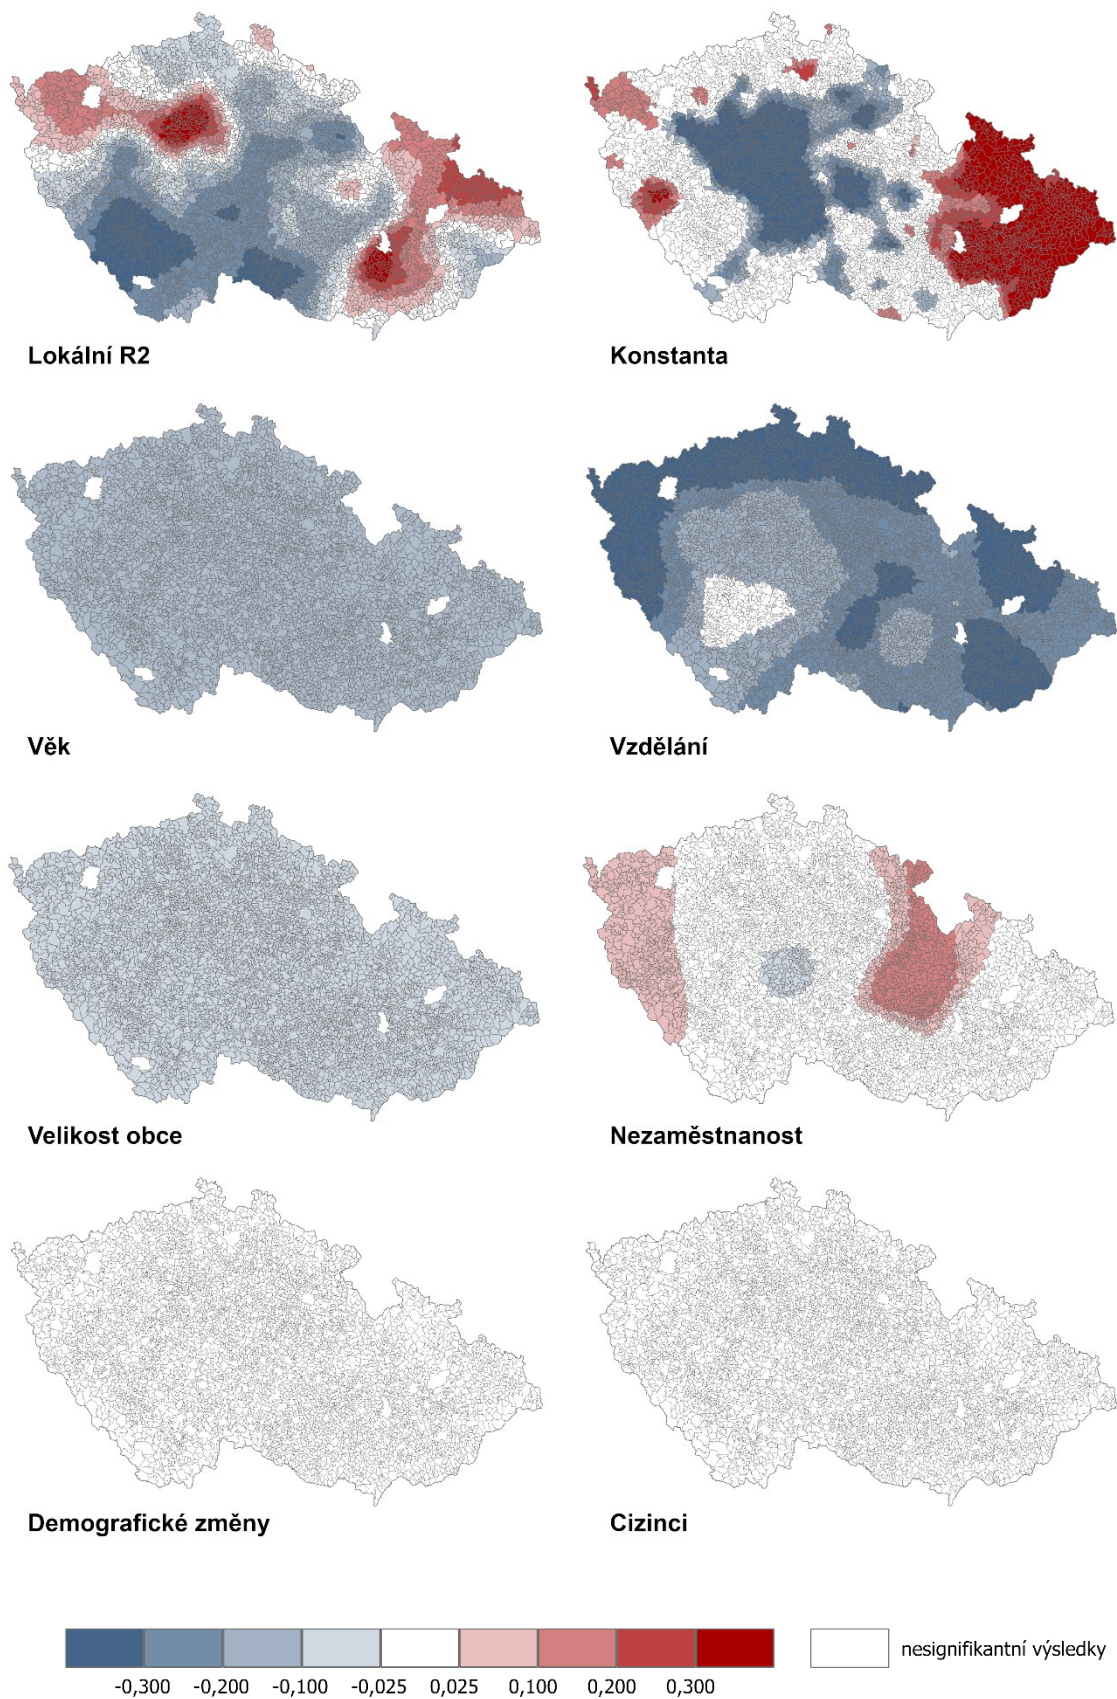 Lokální R2
Konstanta
Věk
Vzdělání
Velikost obce
Nezaměstnanost
Demografické změny
Cizinci
nesignifikantní výsledky
-0,300 -0,200 -0,100 -0,025 0,025 0,100 0,200 0,300